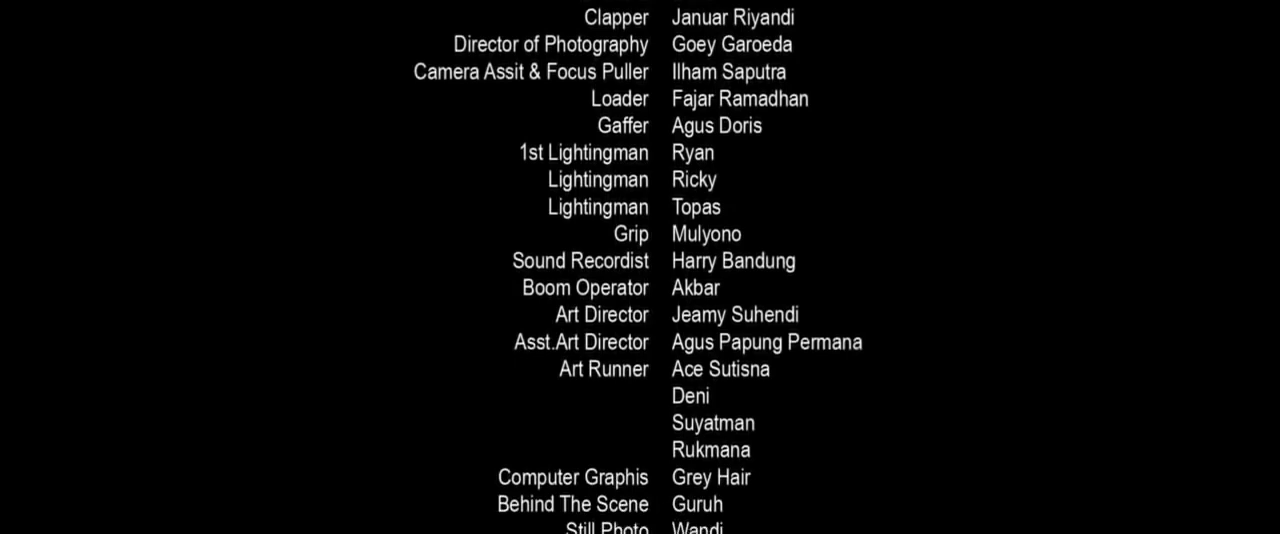 Clapper Januar Riyandi
Director of Photography Goey Garoeda
Camera Assit & Focus Puller Ilham Saputra
Loader Fajar Ramadhan
Gaffer Agus Doris
1st Lightingman Ryan
Lightingman Ricky
Lightingman Topas
Grip Mulyono
Sound Recordist Harry Bandung
Boom Operator Akbar
Art Director Jeamy Suhendi
Asst.Art Director Agus Papung Permana
Art Runner Ace Sutisna
Deni
Suyatman
Rukmana
Computer Graphis Grey Hair
Behind The Scene Guruh
Still Photo Wandi